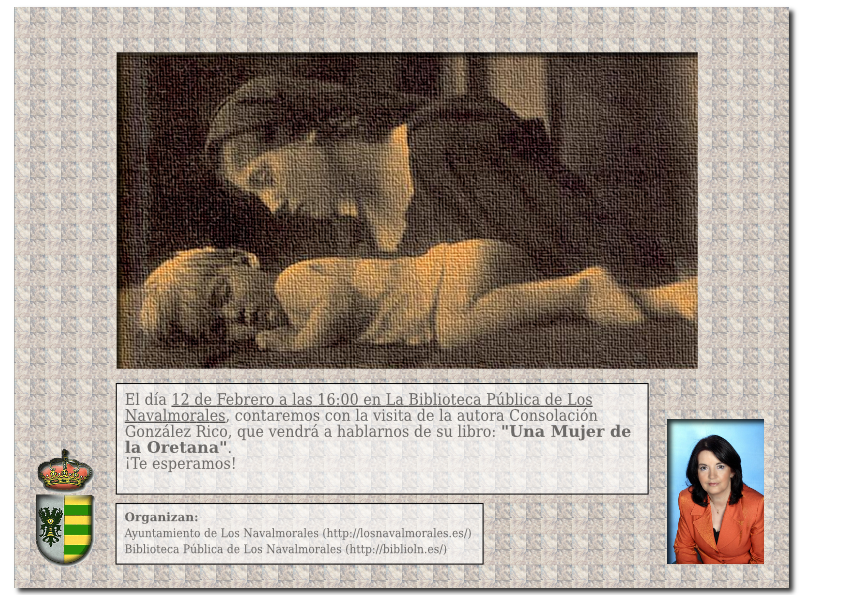 El día 12 de Febrero a las 16:00 en La Biblioteca Pública de Los
Navalmorales, contaremos con la visita de la autora Consolación
González Rico, que vendrá a hablarnos de su libro: "Una Mujer de
la Oretana".
¡Te esperamos!
Organizan:
Ayuntamiento de Los Navalmorales (http://losnavalmorales.es/)
Biblioteca Pública de Los Navalmorales (http://biblioln.es/)